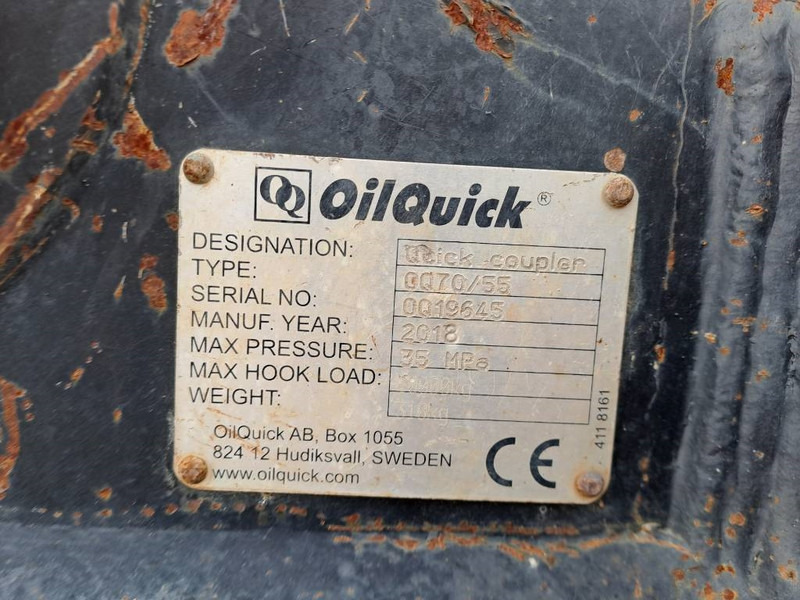 OQ OilQuick ®
DESIGNATION: Quick coupler
TYPE: OQ70/55
SERIAL NO: OQ19645
MANUF. YEAR: 2018
MAX PRESSURE: 35 MPa
MAX HOOK LOAD:
WEIGHT:
OilQuick AB, Box 1055
824 12 Hudiksvall, SWEDEN
www.oilquick.com
CE
411 8161